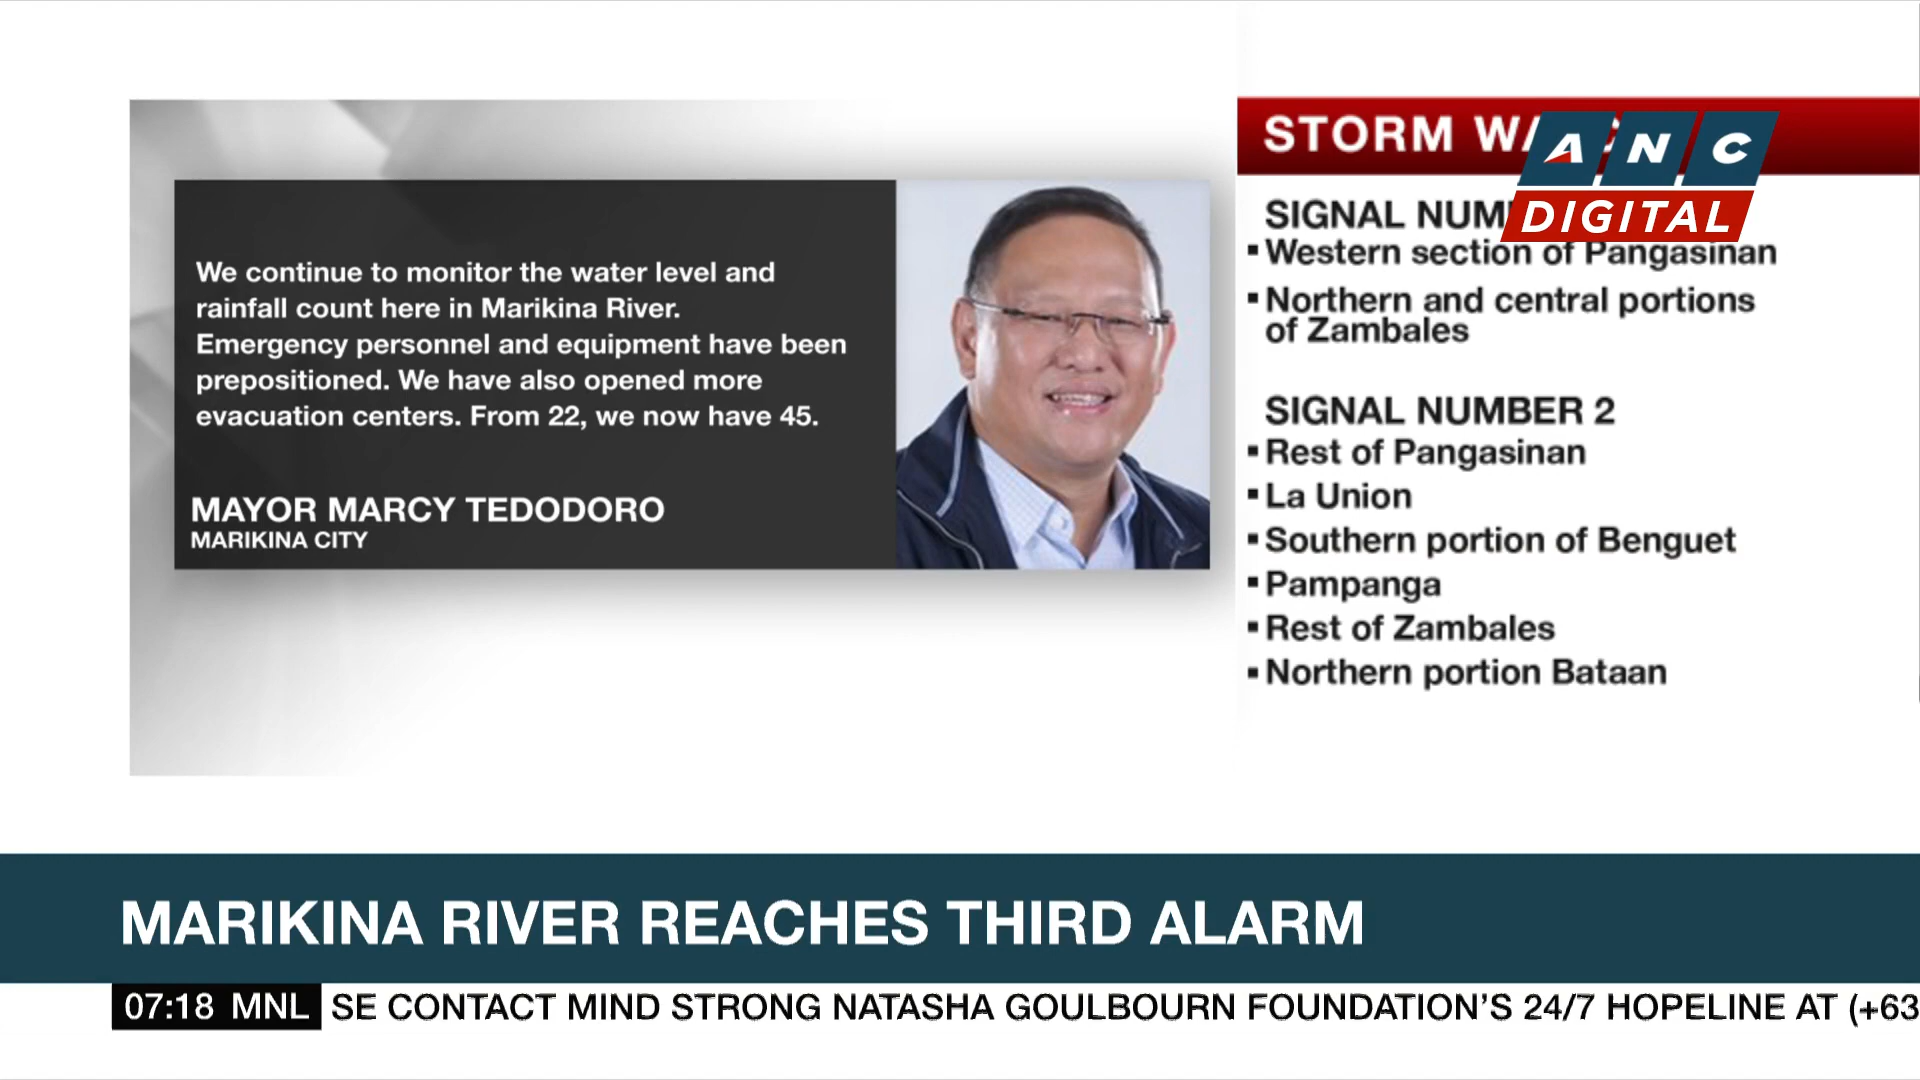 We continue to monitor the water level and
rainfall count here in Marikina River.
Emergency personnel and equipment have been
prepositioned. We have also opened more
evacuation centers. From 22, we now have 45.
MAYOR MARCY TEDODORO
MARIKINA CITY
STORM
ANC
DIGITAL
SIGNAL
▪ Western section of Pangasinan
▪ Northern and central portions
of Zambales
SIGNAL NUMBER 2
▪ Rest of Pangasinan
▪ La Union
▪ Southern portion of Benguet
▪ Pampanga
▪ Rest of Zambales
▪ Northern portion Bataan
MARIKINA RIVER REACHES THIRD ALARM
07:18 MNL SE CONTACT MIND STRONG NATASHA GOULBOURN FOUNDATION'S 24/7 HOPELINE AT (+63